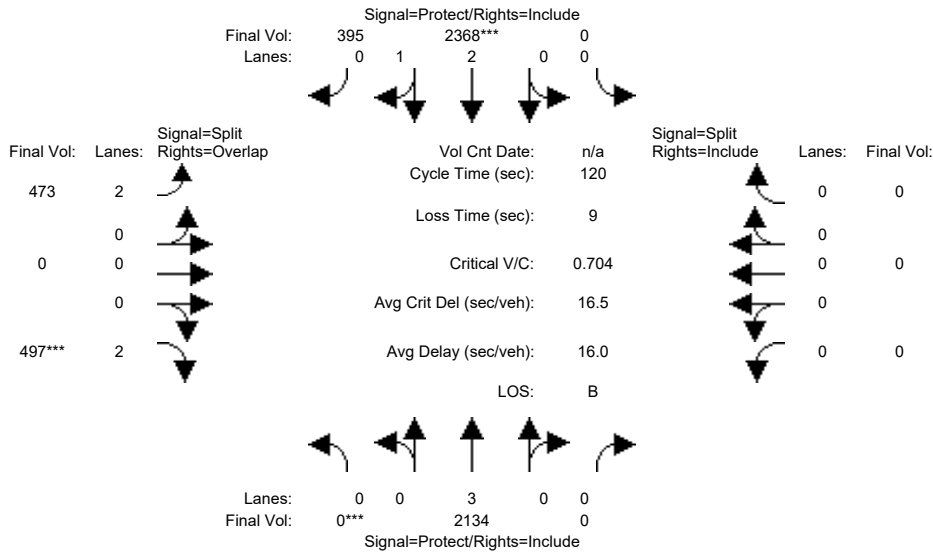 Signal=Protect/Rights=Include
Final Vol: 395 2368*** 0
Lanes: 0 1 2 0 0
Signal=Split
Final Vol: Lanes: Rights=Overlap
Vol Cnt Date: n/a
Signal=Split
Rights=Include Lanes: Final Vol:
Cycle Time (sec): 120
473 2 0 0
Loss Time (sec): 9
0 0
0 0 Critical V/C: 0.704 0 0
0 Avg Crit Del (sec/veh): 16.5 0
497*** 2 Avg Delay (sec/veh): 16.0 0 0
LOS: B
Lanes: 0 0 3 0 0
Final Vol: 0*** 2134 0
Signal=Protect/Rights=Include